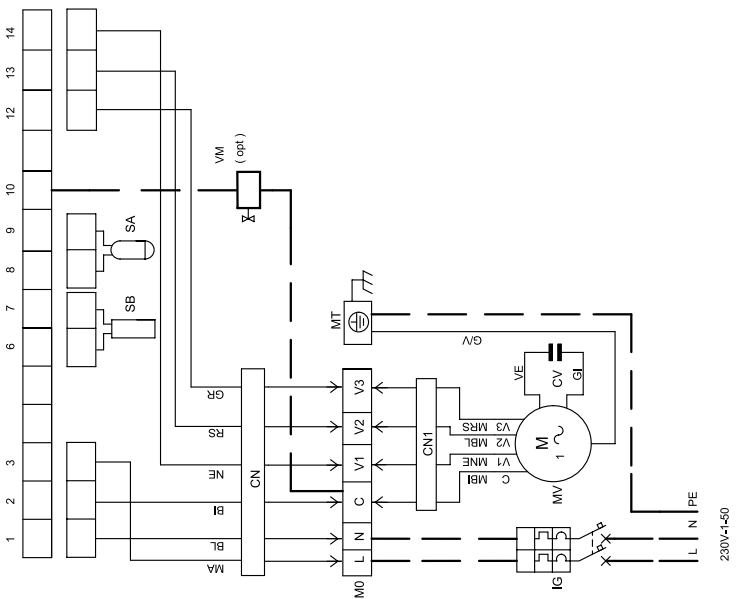 14
13
12
10
9
8
7
6
3
2
1
VM
( opt )
SA
SB
MT
G/V
GR
RS
NE
BI
BL
MA
CN
V3
V2
V1
C
N
L
M0
CN1
V3 MRS
V2 MBL
V1 MNE
C MBI
VE
CV
GI
M
1
MV
IG
PE
N
L
230V-1-50